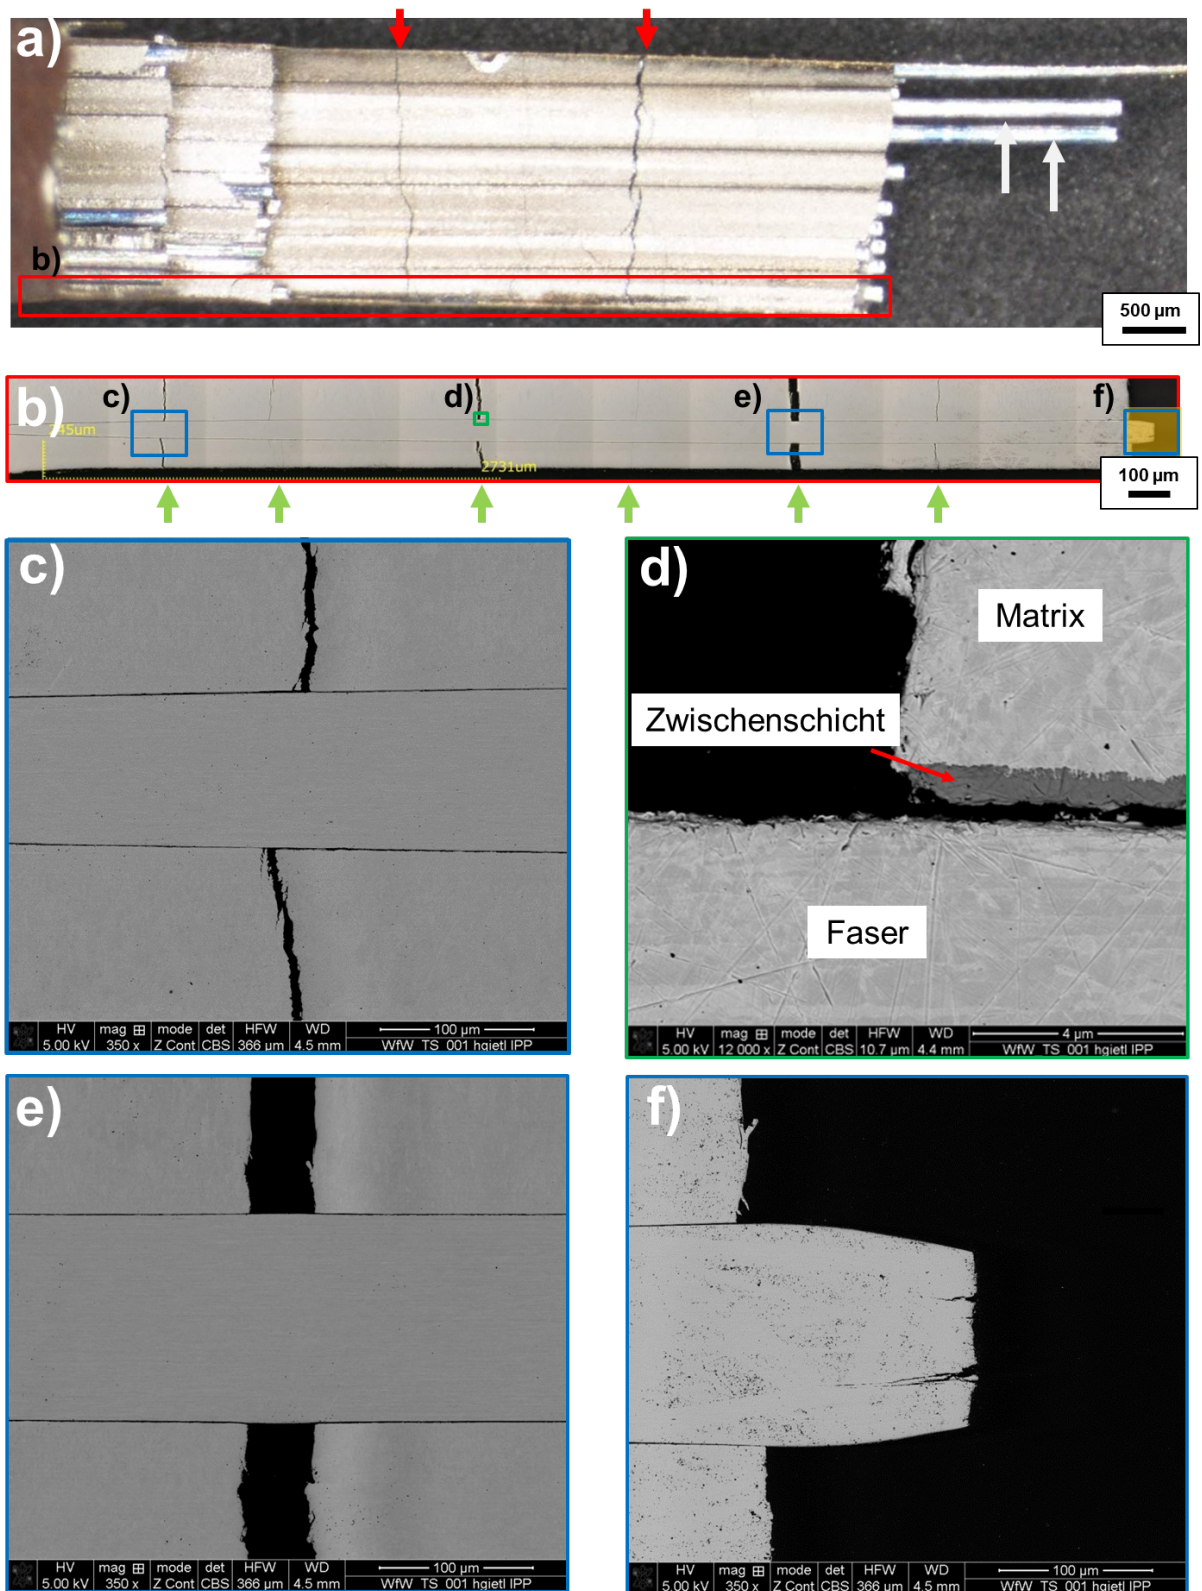 a)
b)
500 µm
b)
c)
d)
e)
f)
245um
2731um
100 µm
c)
HV mag mode det HFW WD 100 µm
5.00 kV 350 x Z Cont CBS 366 µm 4.5 mm WfW_TS_001 hgietl IPP
d)
Matrix
Zwischenschicht
Faser
HV mag mode det HFW WD 4 µm
5.00 kV 12 000 x Z Cont CBS 10.7 µm 4.4 mm WfW_TS_001 hgietl IPP
e)
HV mag mode det HFW WD 100 µm
5.00 kV 350 x Z Cont CBS 366 µm 4.5 mm WfW_TS_001 hgietl IPP
f)
HV mag mode det HFW WD 100 µm
5.00 kV 350 x Z Cont CBS 366 µm 4.5 mm WfW_TS_001 hgietl IPP